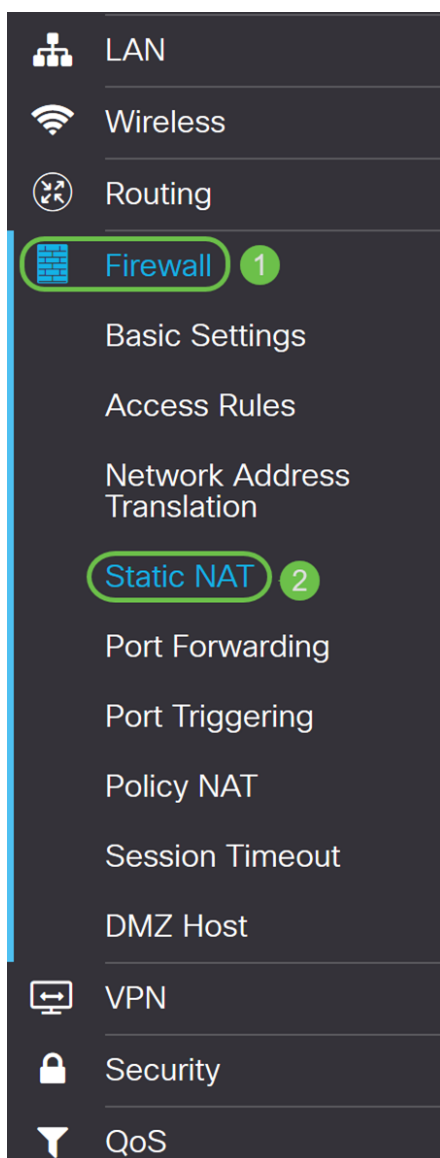 LAN
Wireless
Routing
Firewall 1
Basic Settings
Access Rules
Network Address
Translation
Static NAT 2
Port Forwarding
Port Triggering
Policy NAT
Session Timeout
DMZ Host
VPN
Security
QoS